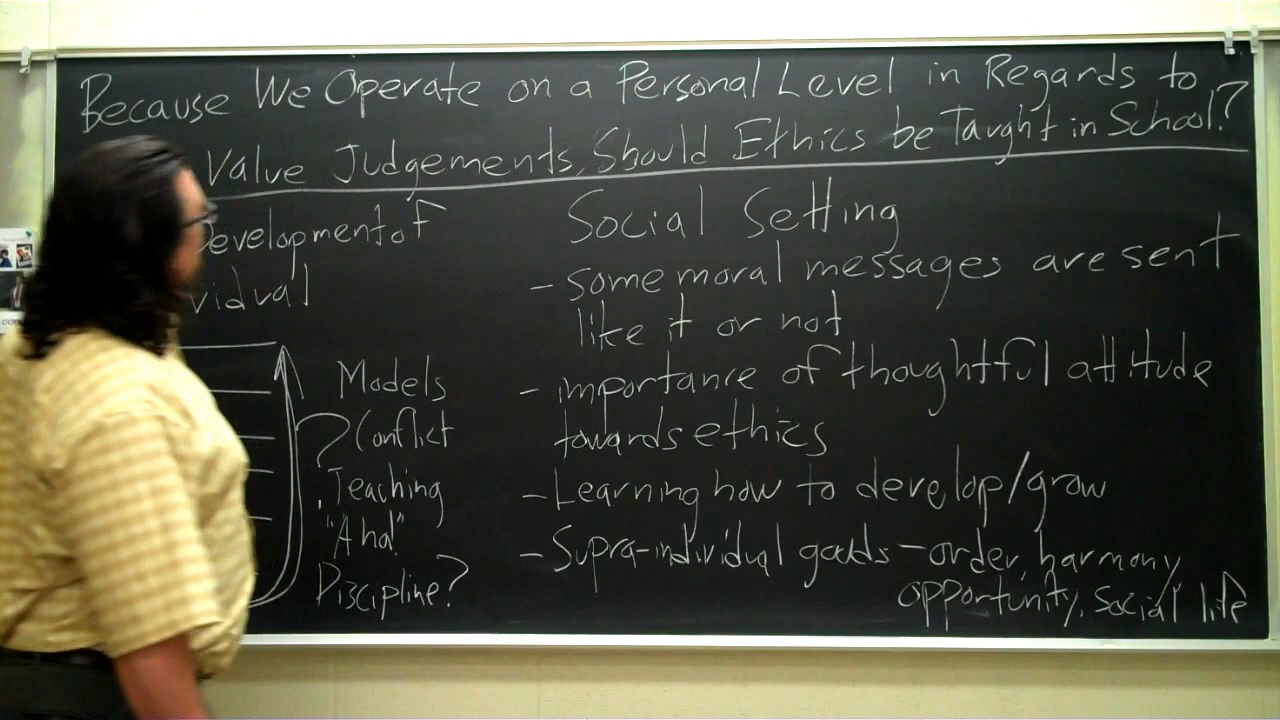 Because We Operate on a Personal Level in Regards to
Value Judgements, Should Ethics be Taught in School?
Development of
vidual
Models
? Conflict
Teaching
"Aha"
Discipline?
Social Setting
- some moral messages are sent
like it or not
- importance of thoughtful attitude
towards ethics
- Learning how to develop/grow
- Supra-individual goods - order, harmony,
opportunity, social life